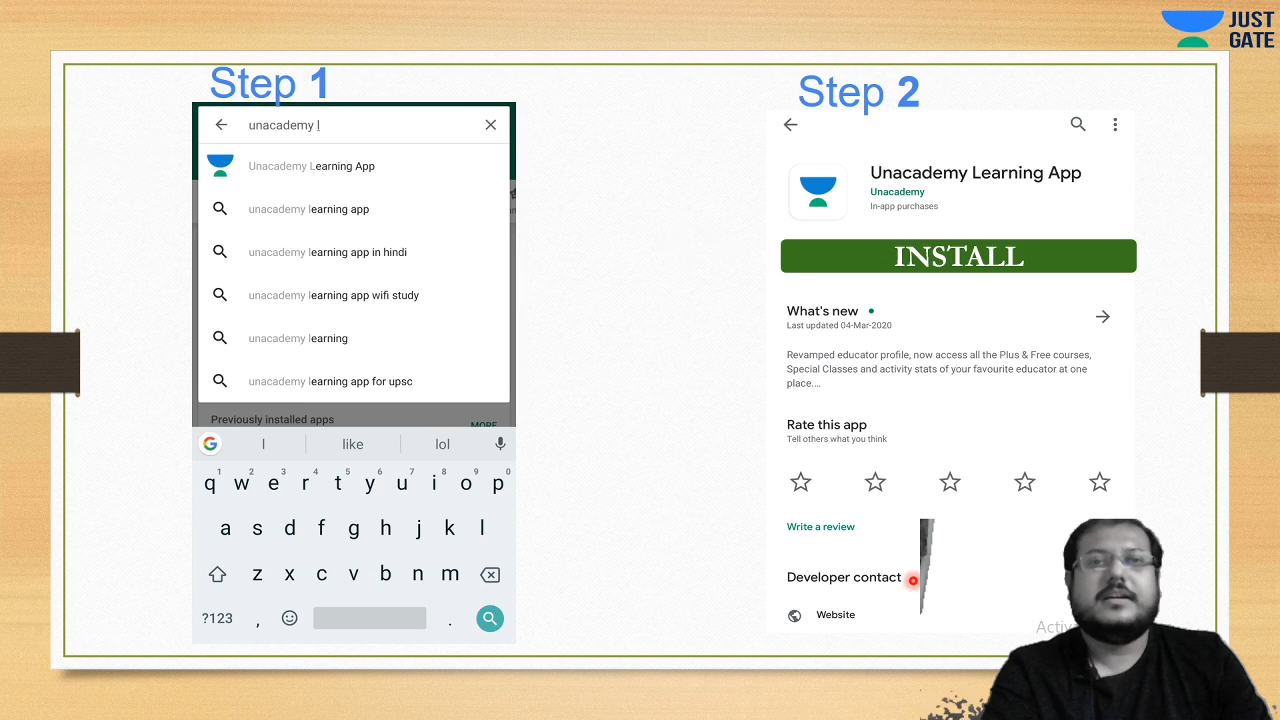 JUST
GATE
Step 1
unacademy l
Unacademy Learning App
unacademy learning app
unacademy learning app in hindi
unacademy learning app wifi study
unacademy learning
unacademy learning app for upsc
Previously installed apps
MORE
G
l
like
lol
1 2 3 4 5 6 7 8 9 0
q w e r t y u i o p
a s d f g h j k l
z x c v b n m
?123 , .
Step 2
Unacademy Learning App
Unacademy
In-app purchases
INSTALL
What's new
Last updated 04-Mar-2020
Revamped educator profile, now access all the Plus & Free courses,
Special Classes and activity stats of your favourite educator at one
place....
Rate this app
Tell others what you think
Write a review
Developer contact
Website